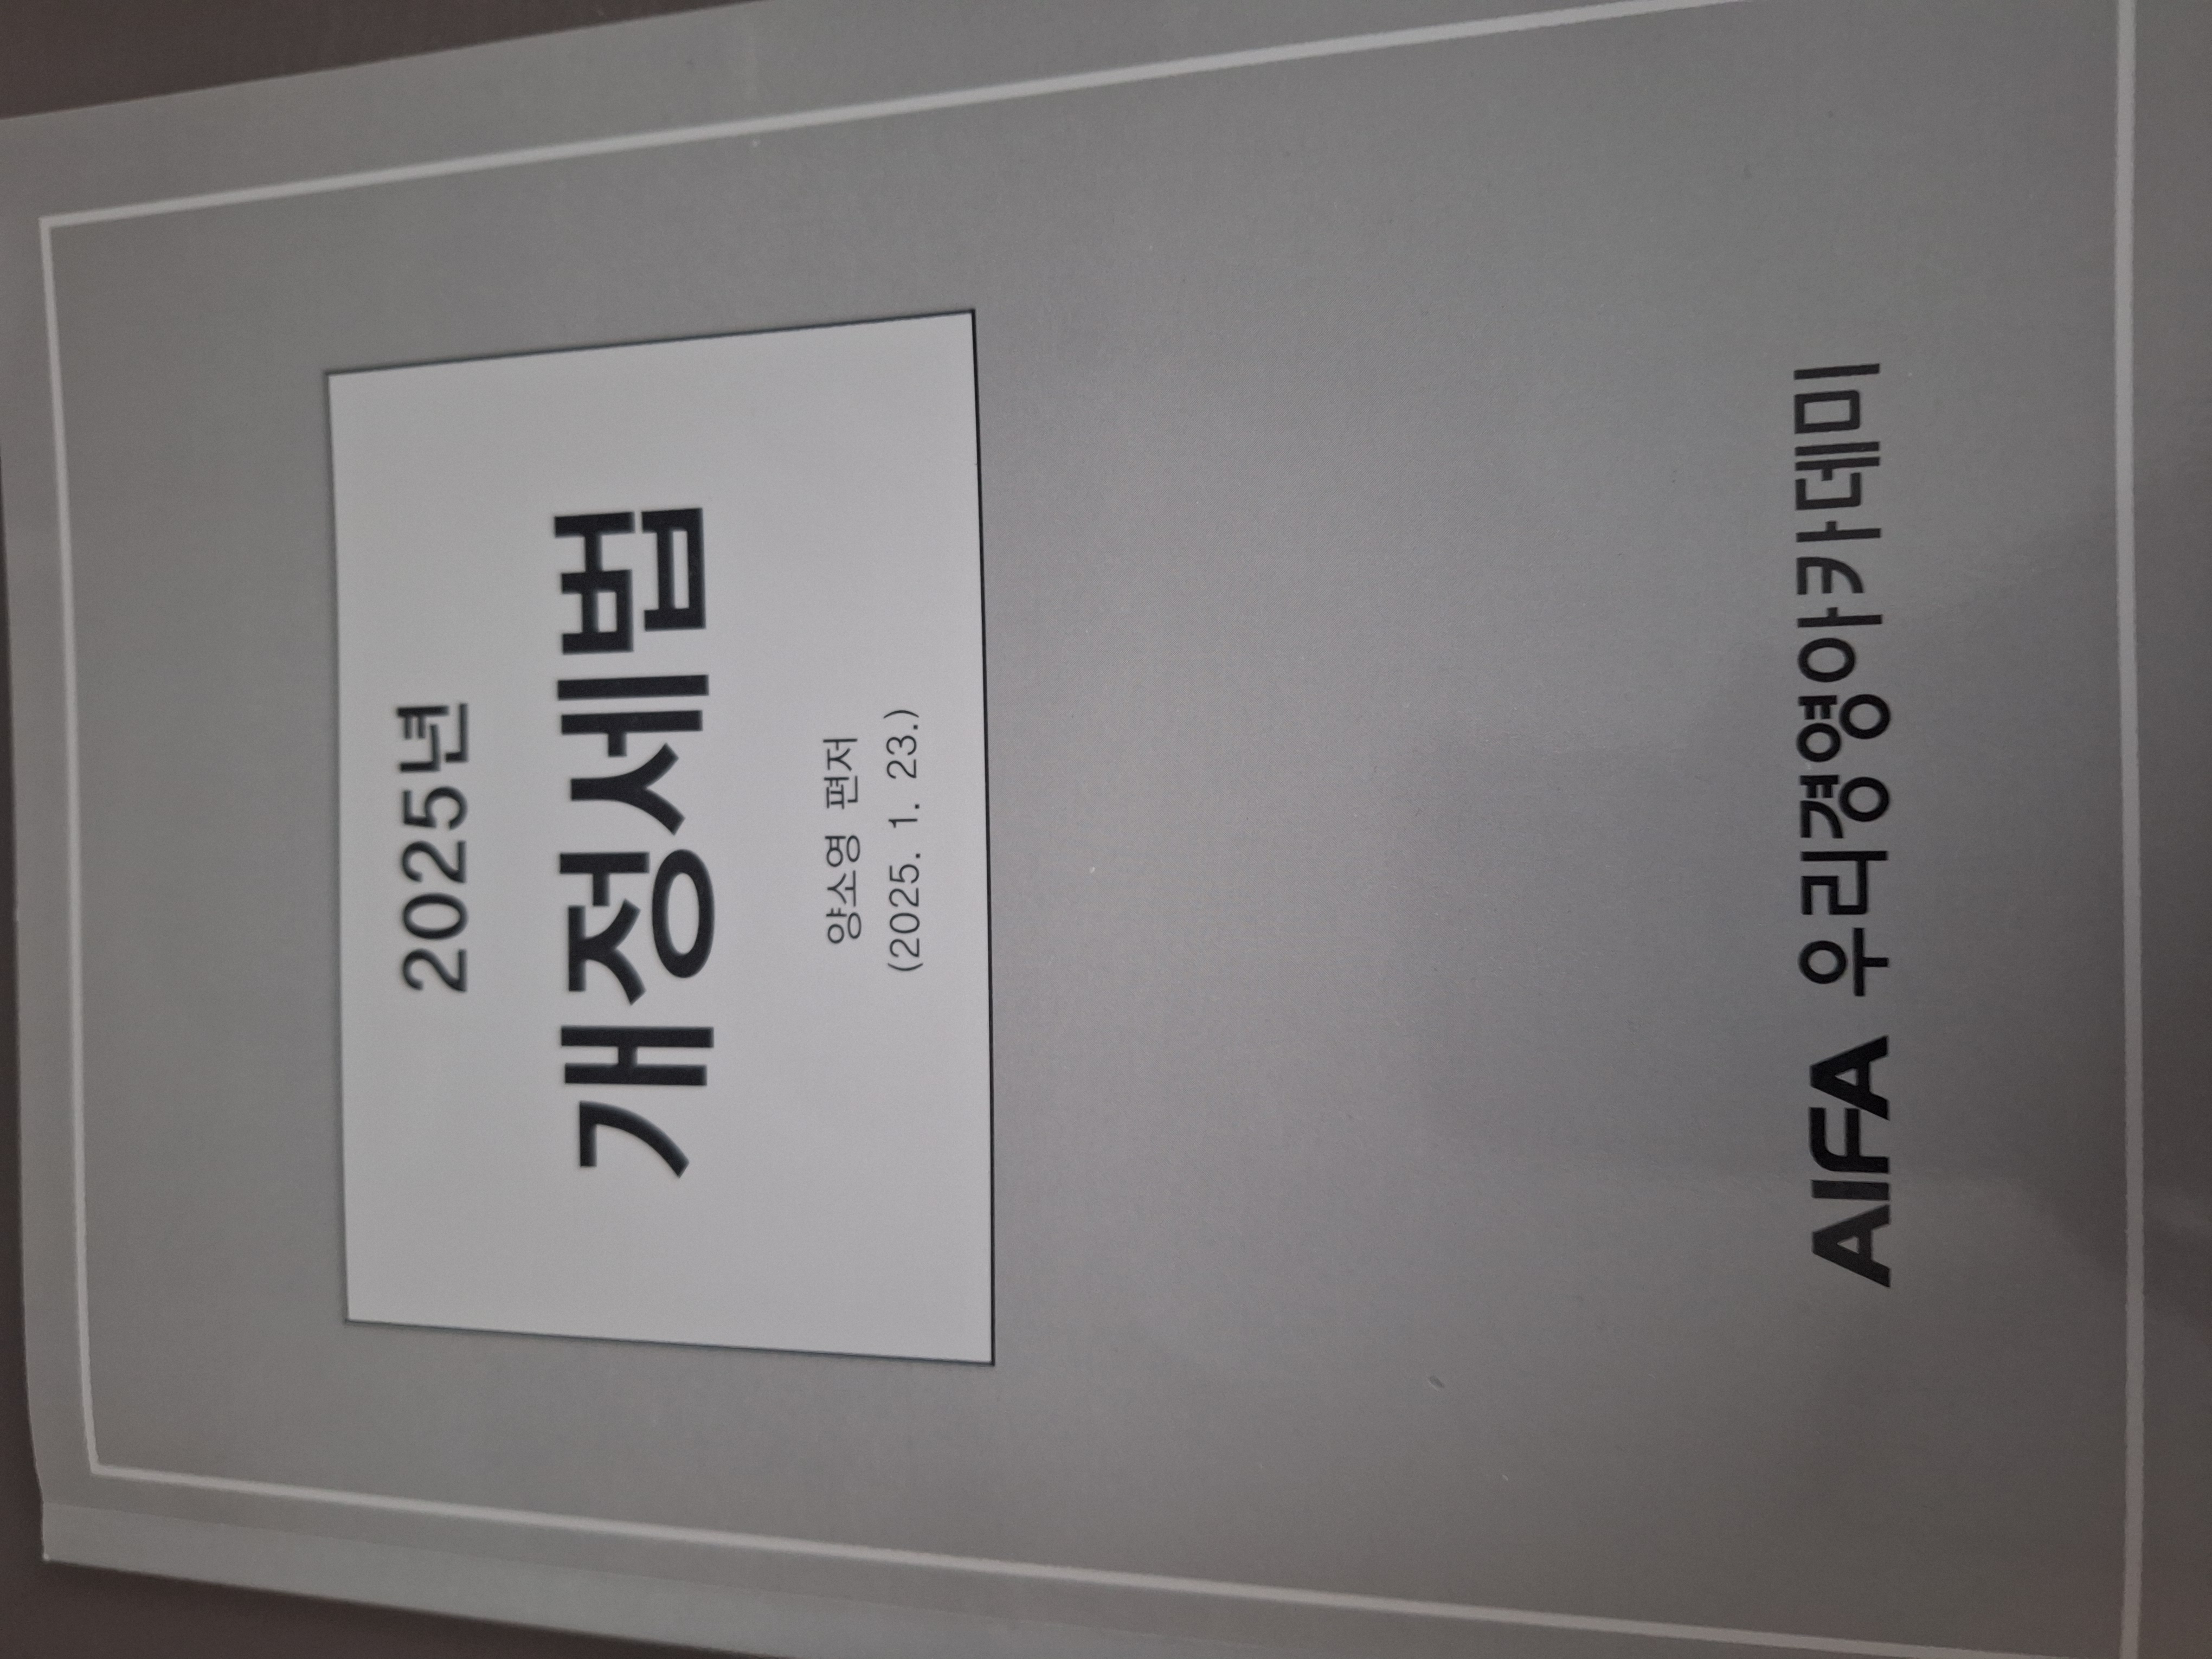 2025년
개정세법
양소영 편저
(2025. 1. 23.)
AIFA 우리경영아카데미